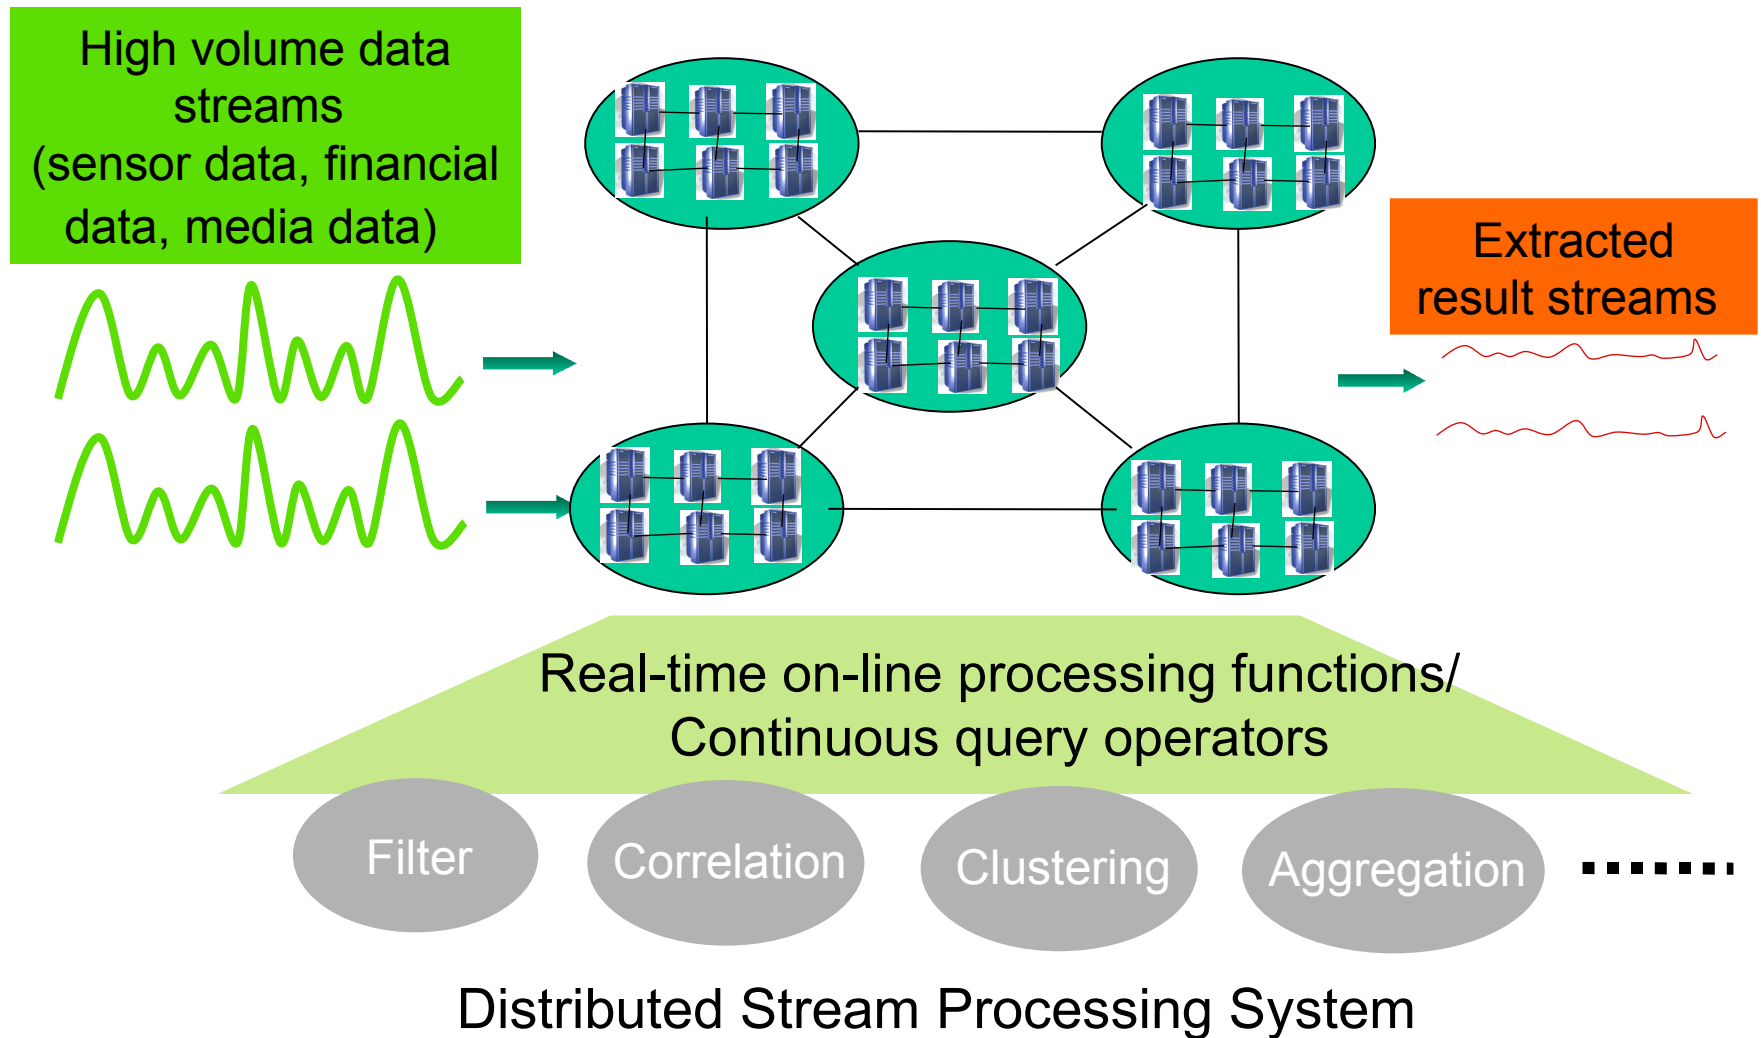 High volume data
streams
(sensor data, financial
data, media data)
Extracted
result streams
Real-time on-line processing functions/
Continuous query operators
Filter
Correlation
Clustering
Aggregation
Distributed Stream Processing System